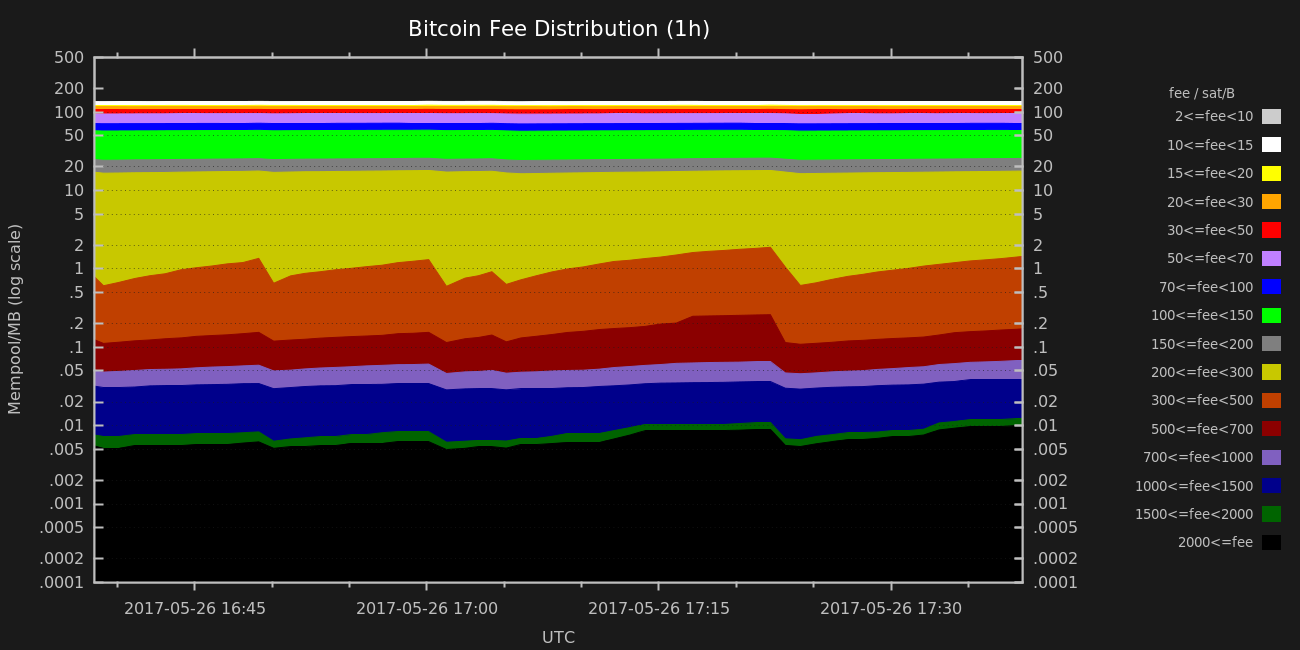 Bitcoin Fee Distribution (1h)
Mempool/MB (log scale)
500
200
100
50
20
10
5
2
1
.5
.2
.1
.05
.02
.01
.005
.002
.001
.0005
.0002
.0001
500
200
100
50
20
10
5
2
1
.5
.2
.1
.05
.02
.01
.005
.002
.001
.0005
.0002
.0001
fee / sat/B
2<=fee<10
10<=fee<15
15<=fee<20
20<=fee<30
30<=fee<50
50<=fee<70
70<=fee<100
100<=fee<150
150<=fee<200
200<=fee<300
300<=fee<500
500<=fee<700
700<=fee<1000
1000<=fee<1500
1500<=fee<2000
2000<=fee
2017-05-26 16:45 2017-05-26 17:00 2017-05-26 17:15 2017-05-26 17:30
UTC